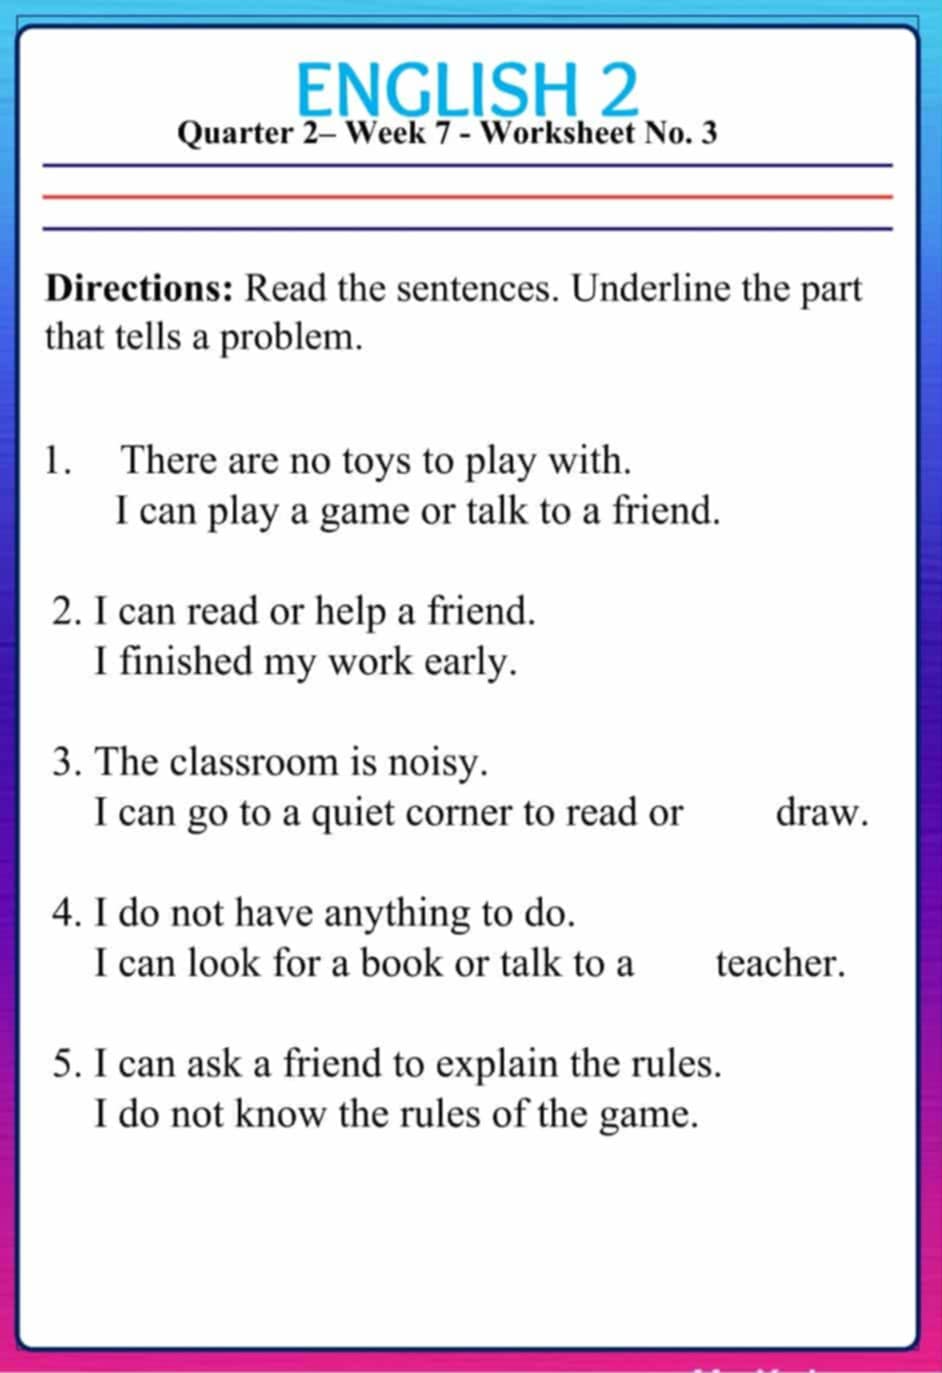 ENGLISH 2
Quarter 2– Week 7 - Worksheet No. 3
Directions: Read the sentences. Underline the part
that tells a problem.
1. There are no toys to play with.
I can play a game or talk to a friend.
2. I can read or help a friend.
I finished my work early.
3. The classroom is noisy.
I can go to a quiet corner to read or draw.
4. I do not have anything to do.
I can look for a book or talk to a teacher.
5. I can ask a friend to explain the rules.
I do not know the rules of the game.